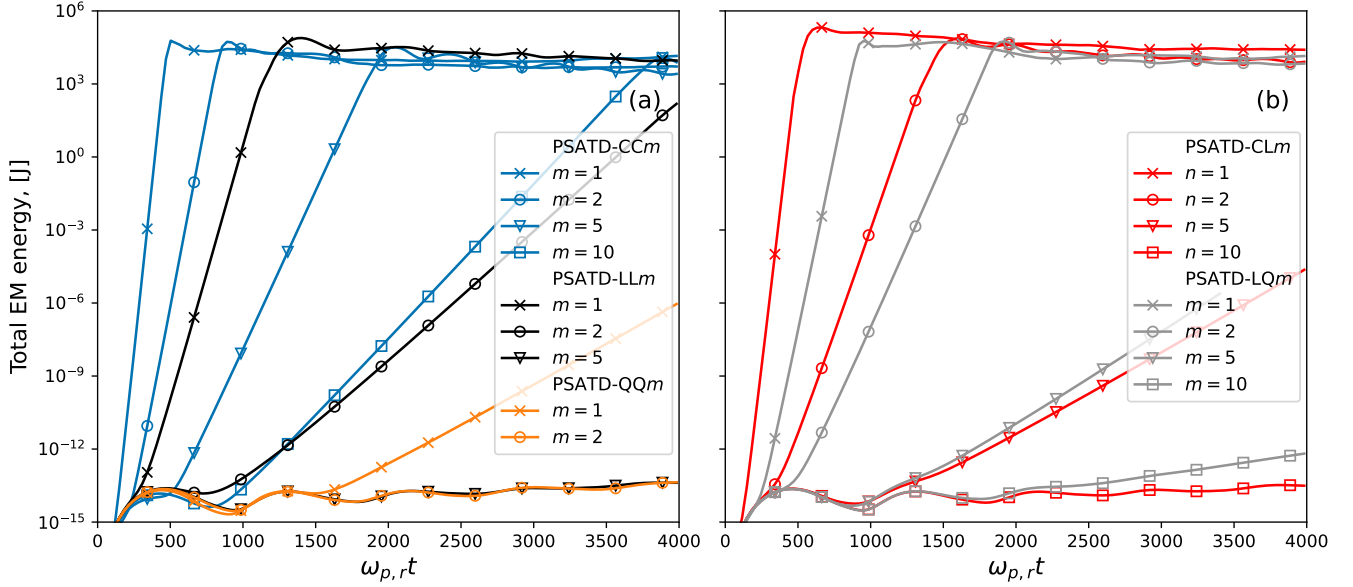 Total EM energy, [J]
10^6
10^3
10^0
10^−3
10^−6
10^−9
10^−12
10^−15
(a)
PSATD-CCm
m = 1
m = 2
m = 5
m = 10
PSATD-LLm
m = 1
m = 2
m = 5
PSATD-QQm
m = 1
m = 2
0 500 1000 1500 2000 2500 3000 3500 4000
ω_{p,r}t
(b)
PSATD-CLm
n = 1
n = 2
n = 5
n = 10
PSATD-LQm
m = 1
m = 2
m = 5
m = 10
0 500 1000 1500 2000 2500 3000 3500 4000
ω_{p,r}t